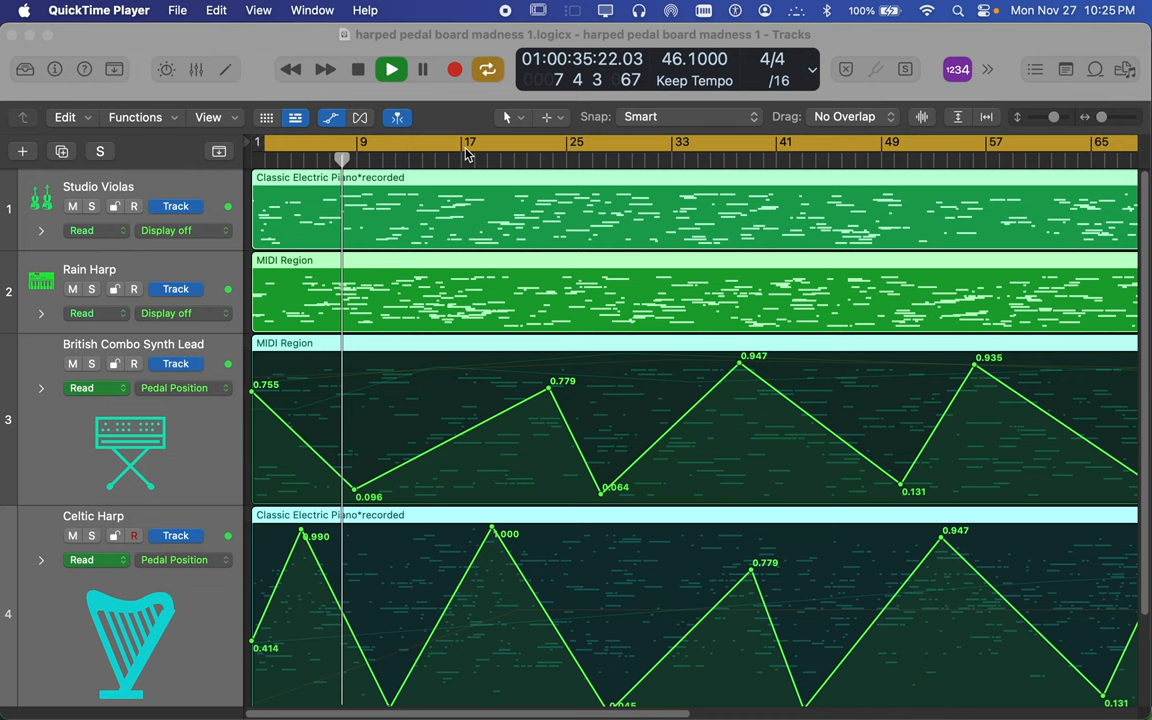 QuickTime Player File Edit View Window Help 100% Mon Nov 27 10:25 PM
harped pedal board madness 1.logicx - harped pedal board madness 1 - Tracks
01:00:35:22.03 46.1000 4/4
0007 4 3 067 Keep Tempo /16
1234
S
Edit Functions View Snap: Smart Drag: No Overlap
1 9 17 25 33 41 49 57 65
S
1
Studio Violas
M S R Track
Read Display off
Classic Electric Piano*recorded
2
Rain Harp
M S R Track
Read Display off
MIDI Region
3
British Combo Synth Lead
M S R Track
Read Pedal Position
MIDI Region
0.755 0.096 0.779 0.064 0.947 0.131 0.935
4
Celtic Harp
M S R Track
Read Pedal Position
Classic Electric Piano*recorded
0.414 0.990 1.000 0.779 0.947 0.131